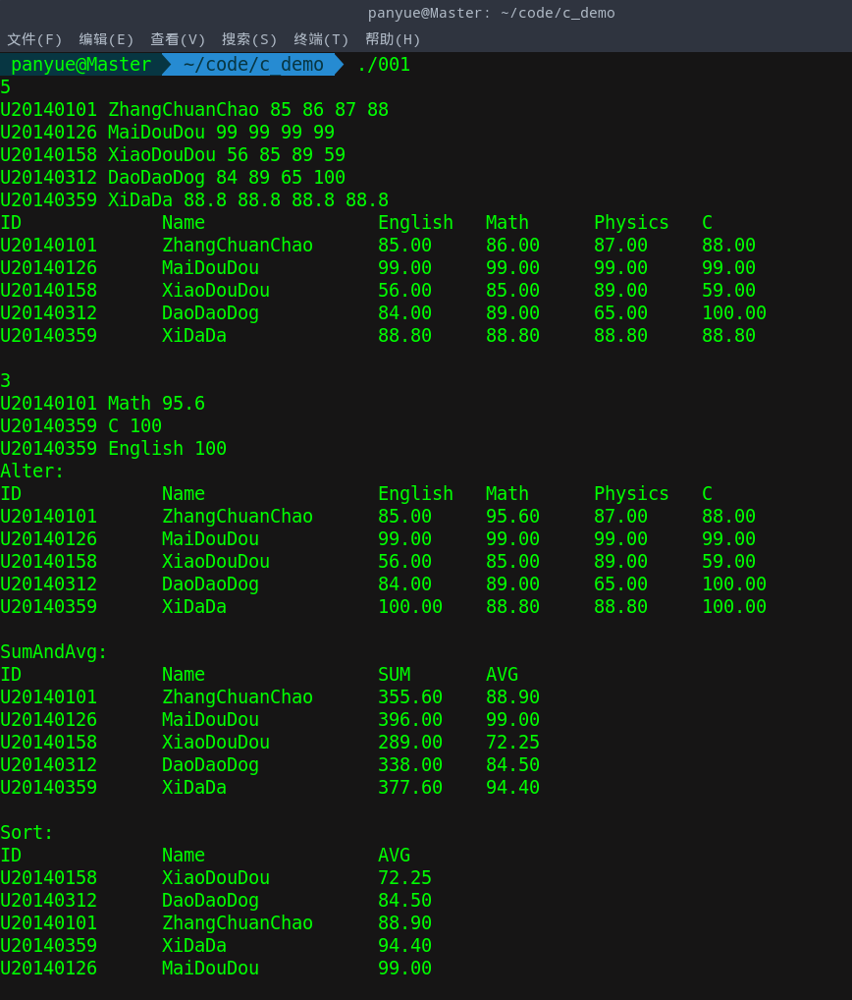 panyue@Master: ~/code/c_demo
文件(F) 编辑(E) 查看(V) 搜索(S) 终端(T) 帮助(H)
panyue@Master ~/code/c_demo ./001
5
U20140101 ZhangChuanChao 85 86 87 88
U20140126 MaiDouDou 99 99 99 99
U20140158 XiaoDouDou 56 85 89 59
U20140312 DaoDaoDog 84 89 65 100
U20140359 XiDaDa 88.8 88.8 88.8 88.8
ID Name English Math Physics C
U20140101 ZhangChuanChao 85.00 86.00 87.00 88.00
U20140126 MaiDouDou 99.00 99.00 99.00 99.00
U20140158 XiaoDouDou 56.00 85.00 89.00 59.00
U20140312 DaoDaoDog 84.00 89.00 65.00 100.00
U20140359 XiDaDa 88.80 88.80 88.80 88.80
3
U20140101 Math 95.6
U20140359 C 100
U20140359 English 100
Alter:
ID Name English Math Physics C
U20140101 ZhangChuanChao 85.00 95.60 87.00 88.00
U20140126 MaiDouDou 99.00 99.00 99.00 99.00
U20140158 XiaoDouDou 56.00 85.00 89.00 59.00
U20140312 DaoDaoDog 84.00 89.00 65.00 100.00
U20140359 XiDaDa 100.00 88.80 88.80 100.00
SumAndAvg:
ID Name SUM AVG
U20140101 ZhangChuanChao 355.60 88.90
U20140126 MaiDouDou 396.00 99.00
U20140158 XiaoDouDou 289.00 72.25
U20140312 DaoDaoDog 338.00 84.50
U20140359 XiDaDa 377.60 94.40
Sort:
ID Name AVG
U20140158 XiaoDouDou 72.25
U20140312 DaoDaoDog 84.50
U20140101 ZhangChuanChao 88.90
U20140359 XiDaDa 94.40
U20140126 MaiDouDou 99.00